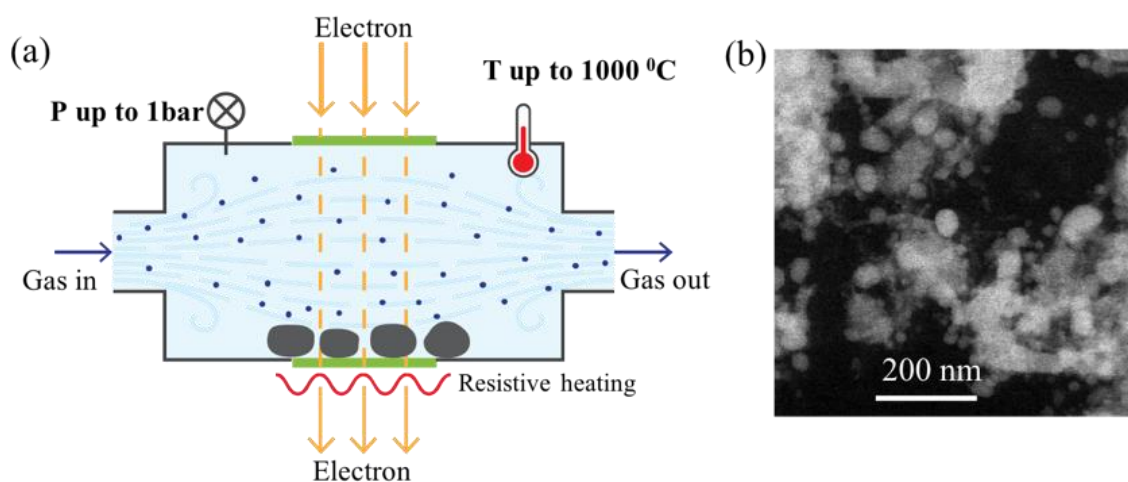 (a)
Electron
P up to 1bar
T up to 1000 ⁰C
Gas in
Gas out
Resistive heating
Electron
(b)
200 nm